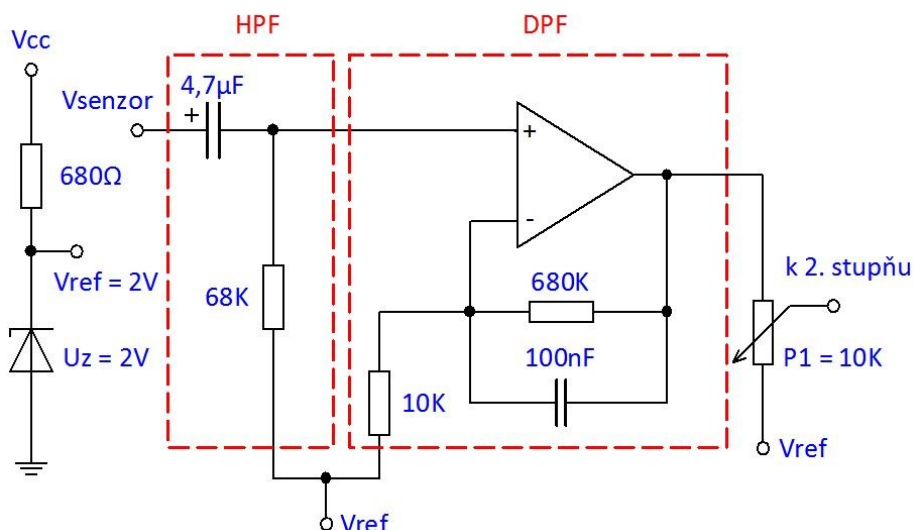 HPF
DPF
Vcc
4,7µF
Vsenzor
+
+
-
680Ω
Vref = 2V
68K
680K
k 2. stupňu
Uz = 2V
100nF
P1 = 10K
10K
Vref
Vref